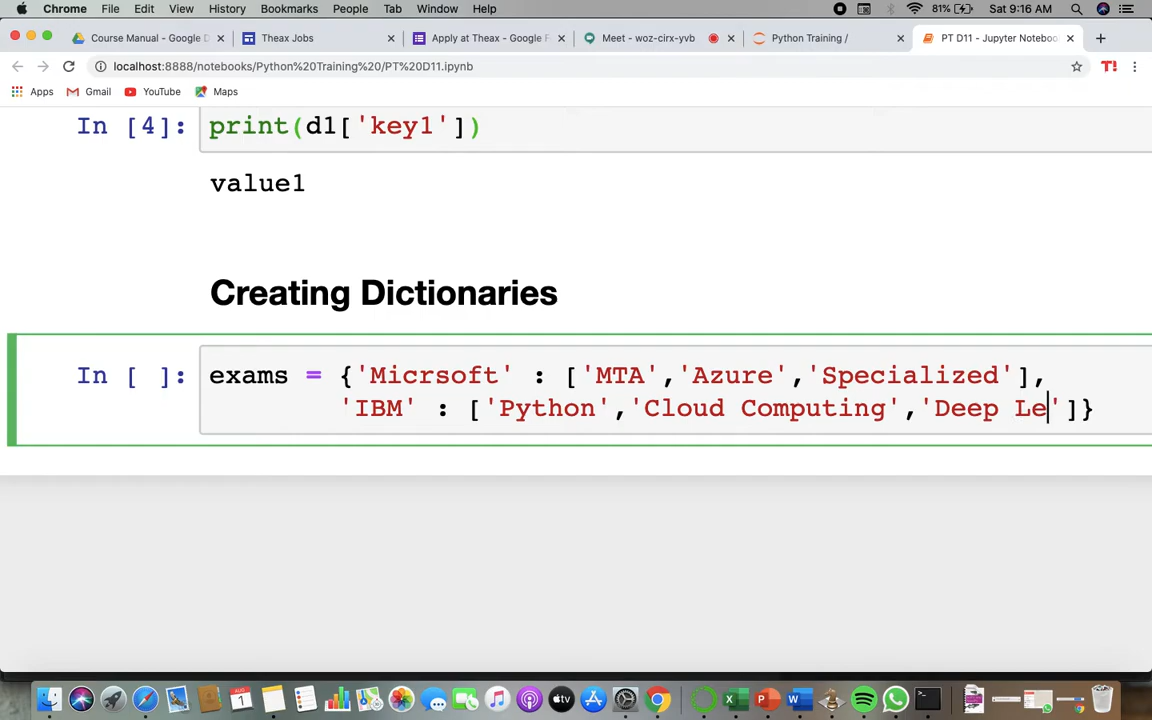 Chrome File Edit View History Bookmarks People Tab Window Help 81% Sat 9:16 AM
Course Manual - Google D Theax Jobs Apply at Theax - Google F Meet - woz-cirx-yvb Python Training / PT D11 - Jupyter Noteboo
localhost:8888/notebooks/Python%20Training%20/PT%20D11.ipynb T!
Apps Gmail YouTube Maps
In [4]: print(d1['key1'])
value1
Creating Dictionaries
In [ ]: exams = {'Micrsoft' : ['MTA','Azure','Specialized'],
'IBM' : ['Python','Cloud Computing','Deep Le']}